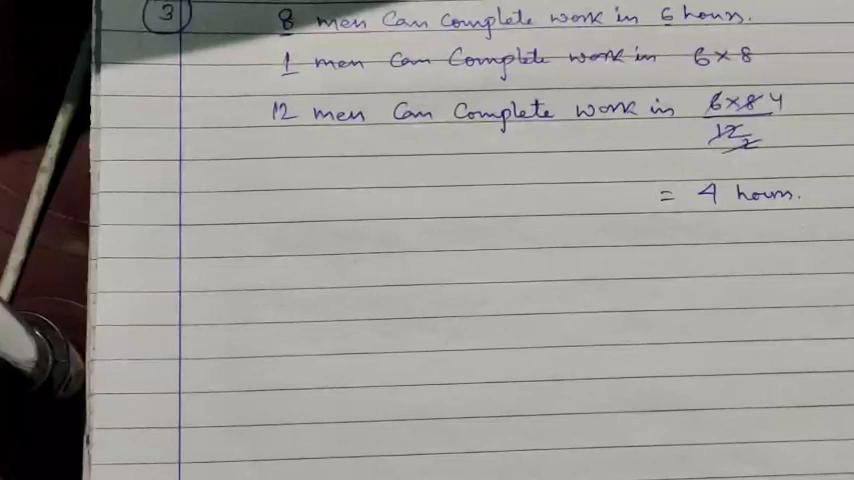 3 8 men can complete work in 6 hours.
1 men can complete work in 6×8
12 men can complete work in 6×8 4
12 2
= 4 hours.